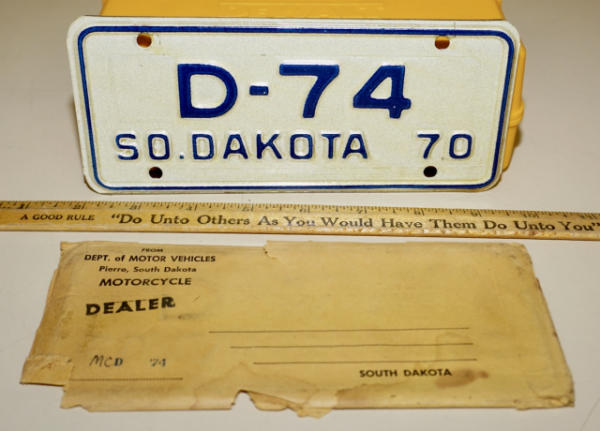 D-74
SO. DAKOTA 70
A GOOD RULE "Do Unto Others As You Would Have Them Do Unto You"
FROM
DEPT. of MOTOR VEHICLES
Pierre, South Dakota
MOTORCYCLE
DEALER
MCD 74
SOUTH DAKOTA